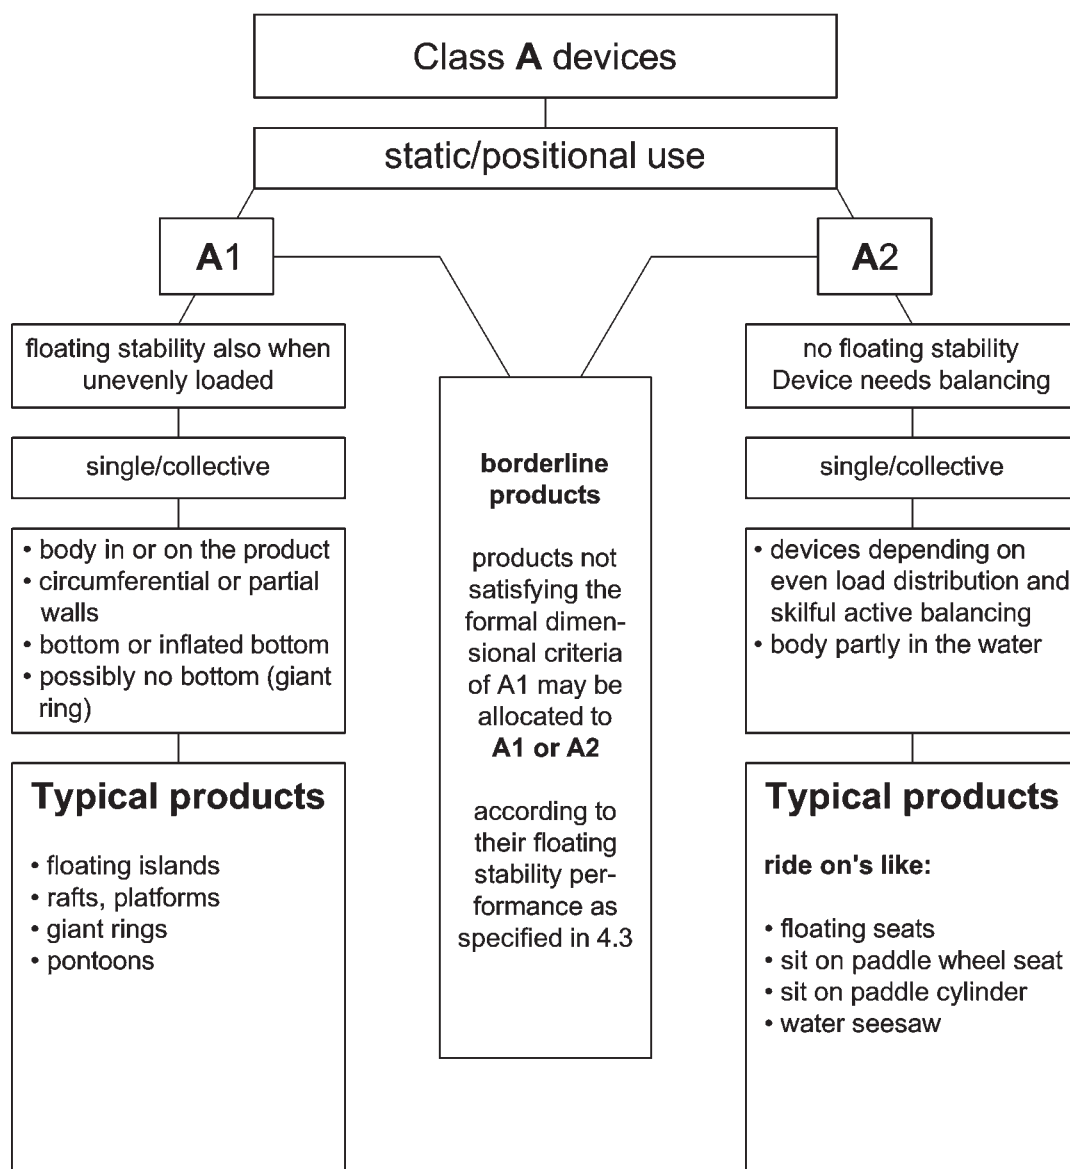 Class A devices
static/positional use
A1
A2
floating stability also when
unevenly loaded
single/collective
• body in or on the product
• circumferential or partial
walls
• bottom or inflated bottom
• possibly no bottom (giant
ring)
Typical products
• floating islands
• rafts, platforms
• giant rings
• pontoons
borderline
products
products not
satisfying the
formal dimen-
sional criteria
of A1 may be
allocated to
A1 or A2
according to
their floating
stability per-
formance as
specified in 4.3
no floating stability
Device needs balancing
single/collective
• devices depending on
even load distribution and
skilful active balancing
• body partly in the water
Typical products
ride on's like:
• floating seats
• sit on paddle wheel seat
• sit on paddle cylinder
• water seesaw